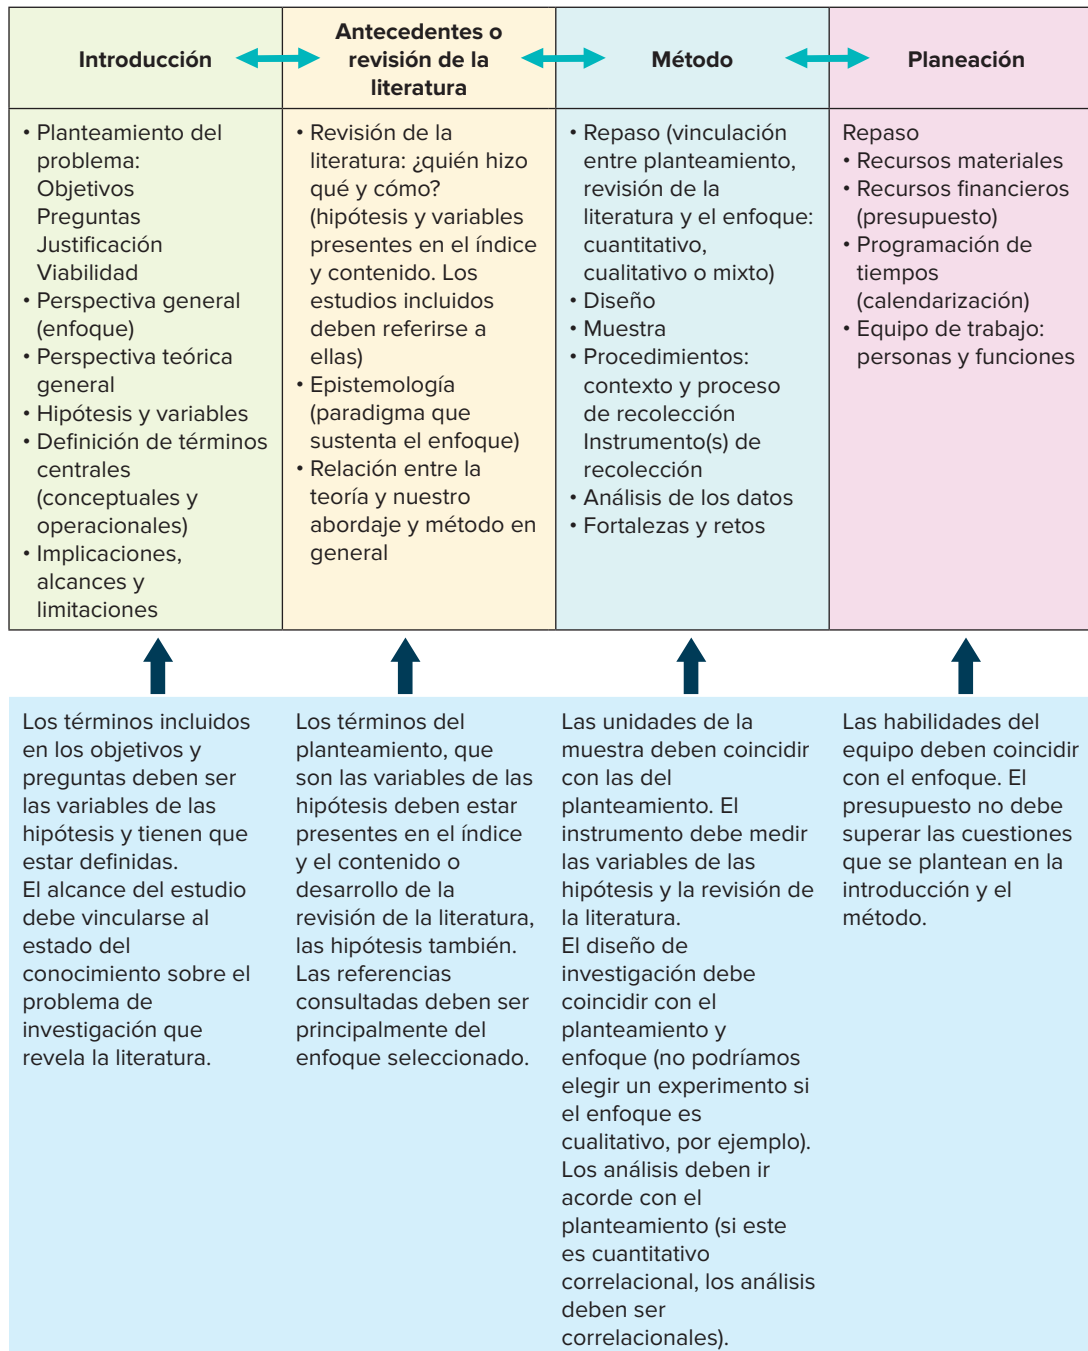 Introducción
Antecedentes o
revisión de la
literatura
Método
Planeación
• Planteamiento del
problema:
Objetivos
Preguntas
Justificación
Viabilidad
• Perspectiva general
(enfoque)
• Perspectiva teórica
general
• Hipótesis y variables
• Definición de términos
centrales
(conceptuales y
operacionales)
• Implicaciones,
alcances y
limitaciones
• Revisión de la
literatura: ¿quién hizo
qué y cómo?
(hipótesis y variables
presentes en el índice
y contenido. Los
estudios incluidos
deben referirse a
ellas)
• Epistemología
(paradigma que
sustenta el enfoque)
• Relación entre la
teoría y nuestro
abordaje y método en
general
• Repaso (vinculación
entre planteamiento,
revisión de la
literatura y el enfoque:
cuantitativo,
cualitativo o mixto)
• Diseño
• Muestra
• Procedimientos:
contexto y proceso
de recolección
Instrumento(s) de
recolección
• Análisis de los datos
• Fortalezas y retos
Repaso
• Recursos materiales
• Recursos financieros
(presupuesto)
• Programación de
tiempos
(calendarización)
• Equipo de trabajo:
personas y funciones
Los términos incluidos
en los objetivos y
preguntas deben ser
las variables de las
hipótesis y tienen que
estar definidas.
El alcance del estudio
debe vincularse al
estado del
conocimiento sobre el
problema de
investigación que
revela la literatura.
Los términos del
planteamiento, que
son las variables de las
hipótesis deben estar
presentes en el índice
y el contenido o
desarrollo de la
revisión de la literatura,
las hipótesis también.
Las referencias
consultadas deben ser
principalmente del
enfoque seleccionado.
Las unidades de la
muestra deben coincidir
con las del
planteamiento. El
instrumento debe medir
las variables de las
hipótesis y la revisión de
la literatura.
El diseño de
investigación debe
coincidir con el
planteamiento y
enfoque (no podríamos
elegir un experimento si
el enfoque es
cualitativo, por ejemplo).
Los análisis deben ir
acorde con el
planteamiento (si este
es cuantitativo
correlacional, los análisis
deben ser
correlacionales).
Las habilidades del
equipo deben coincidir
con el enfoque. El
presupuesto no debe
superar las cuestiones
que se plantean en la
introducción y el
método.